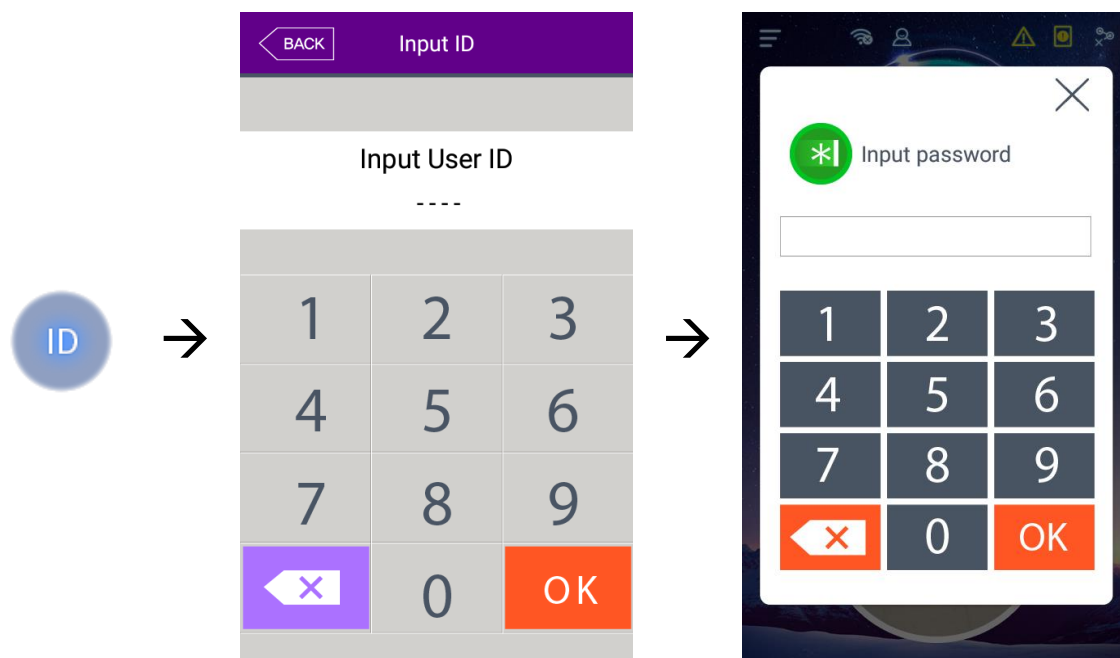 ID
BACK Input ID
Input User ID
----
1 2 3
4 5 6
7 8 9
0 OK
Input password
1 2 3
4 5 6
7 8 9
0 OK